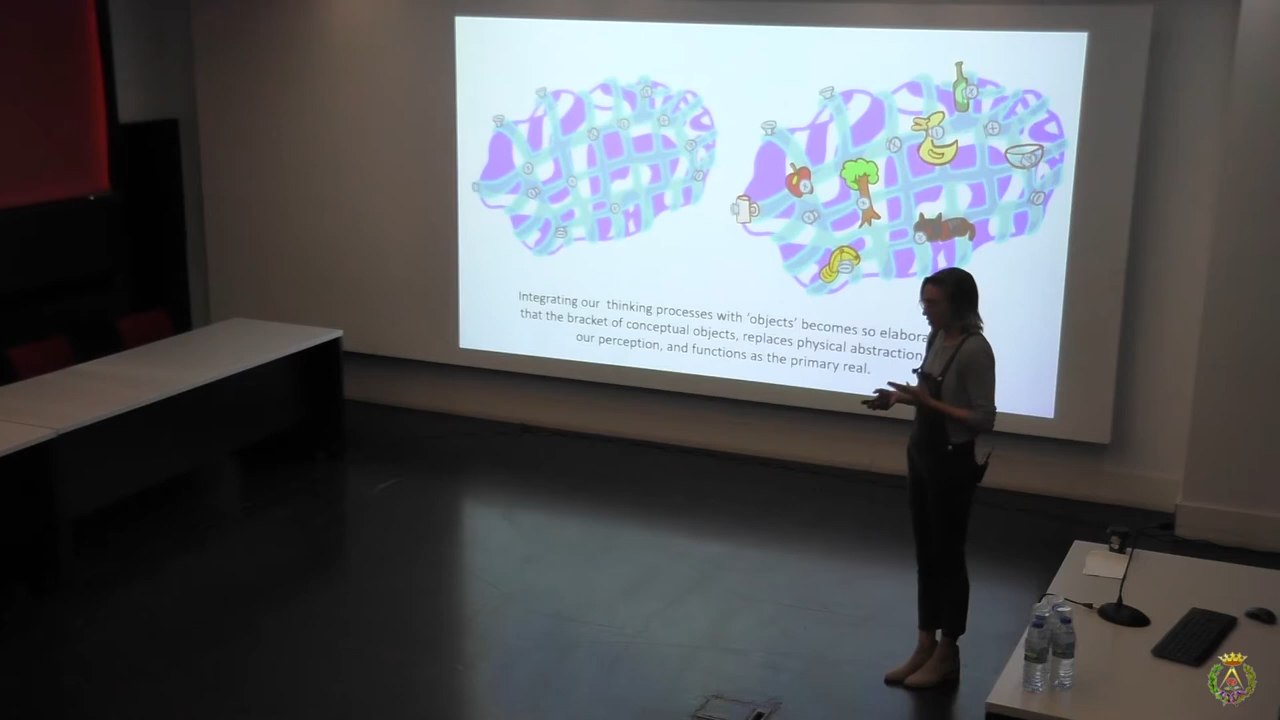 Integrating our thinking processes with ‘objects’ becomes so
that the bracket of conceptual objects, replaces physical abstraction
our perception, and functions as the primary real.